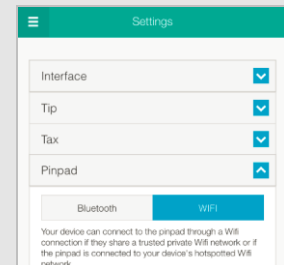 Settings
Interface
Tip
Tax
Pinpad
Bluetooth
WIFI
Your device can connect to the pinpad through a Wifi
connection if they share a trusted private Wifi network or if
the pinpad is connected to your device's hotspotted Wifi
network.